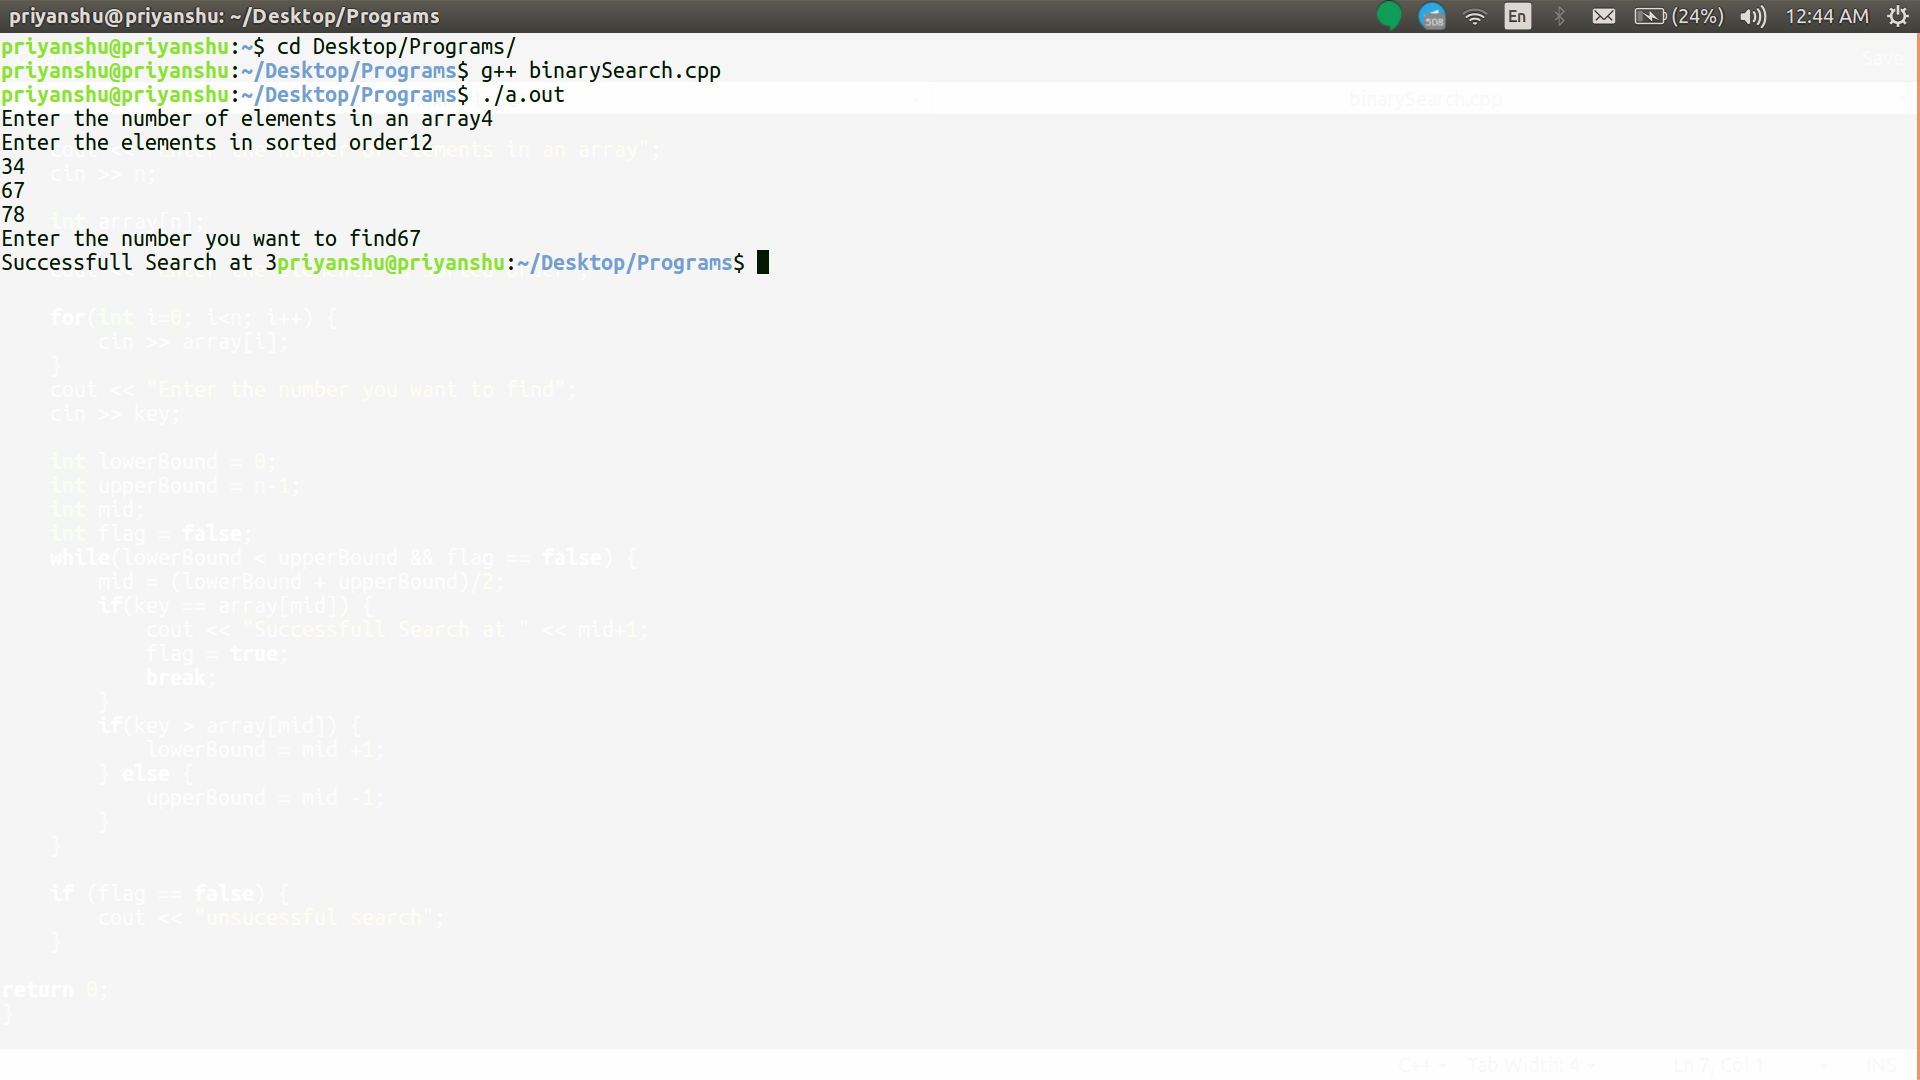 priyanshu@priyanshu: ~/Desktop/Programs
508
En
(24%)
12:44 AM
priyanshu@priyanshu:~$ cd Desktop/Programs/
priyanshu@priyanshu:~/Desktop/Programs$ g++ binarySearch.cpp
priyanshu@priyanshu:~/Desktop/Programs$ ./a.out
Enter the number of elements in an array4
Enter the elements in sorted order12
34
67
78
Enter the number you want to find67
Successfull Search at 3priyanshu@priyanshu:~/Desktop/Programs$
Save
binarySearch.cpp
elements in an array";
cin >> n;
int array[n];
for(int i=0; i<n; i++) {
cin >> array[i];
}
cout << "Enter the number you want to find";
cin >> key;
int lowerBound = 0;
int upperBound = n-1;
int mid;
int flag = false;
while(lowerBound < upperBound && flag == false) {
mid = (lowerBound + upperBound)/2;
if(key == array[mid]) {
cout << "Successfull Search at " << mid+1;
flag = true;
break;
}
if(key > array[mid]) {
lowerBound = mid +1;
} else {
upperBound = mid -1;
}
}
if (flag == false) {
cout << "unsucessful search";
}
return 0;
}
C++ Tab Width: 4 Ln 7, Col 1 INS